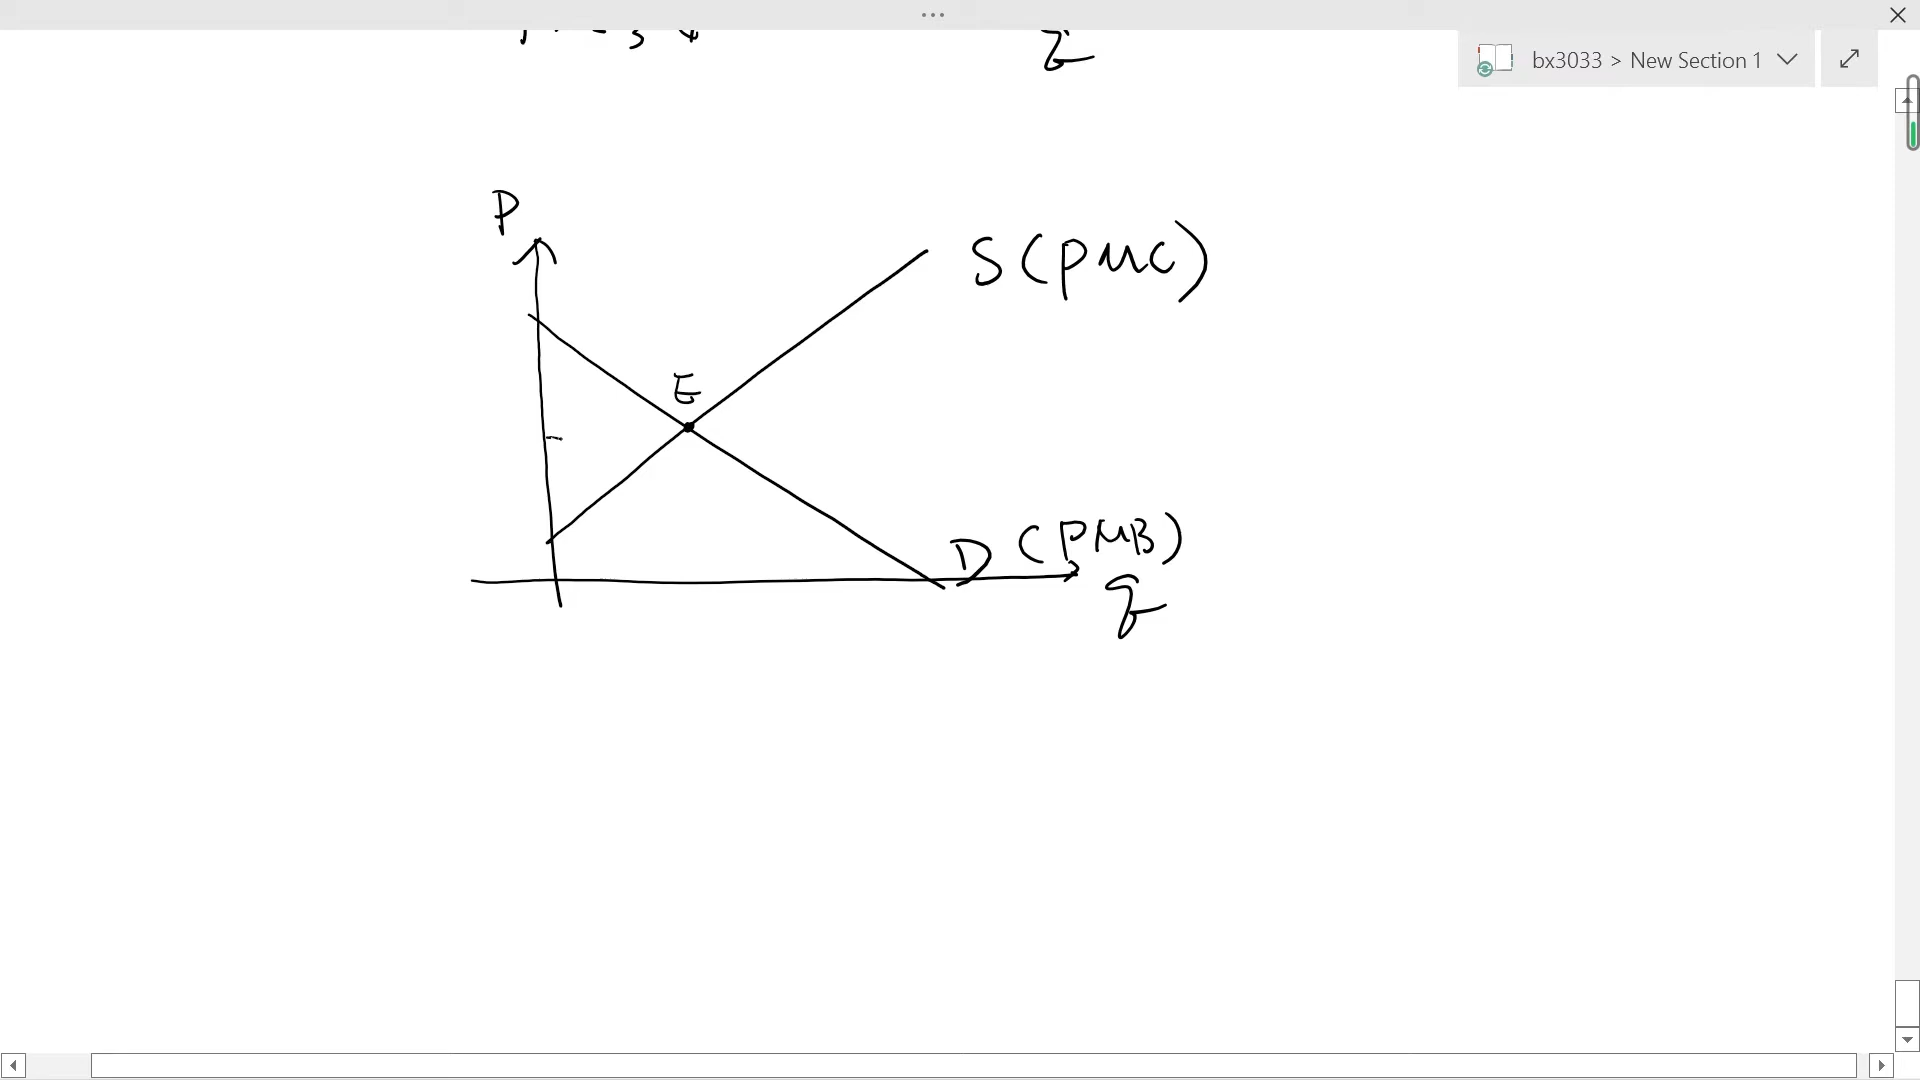 bx3033 > New Section 1
P
S (PMC)
E
D (PMB)
q